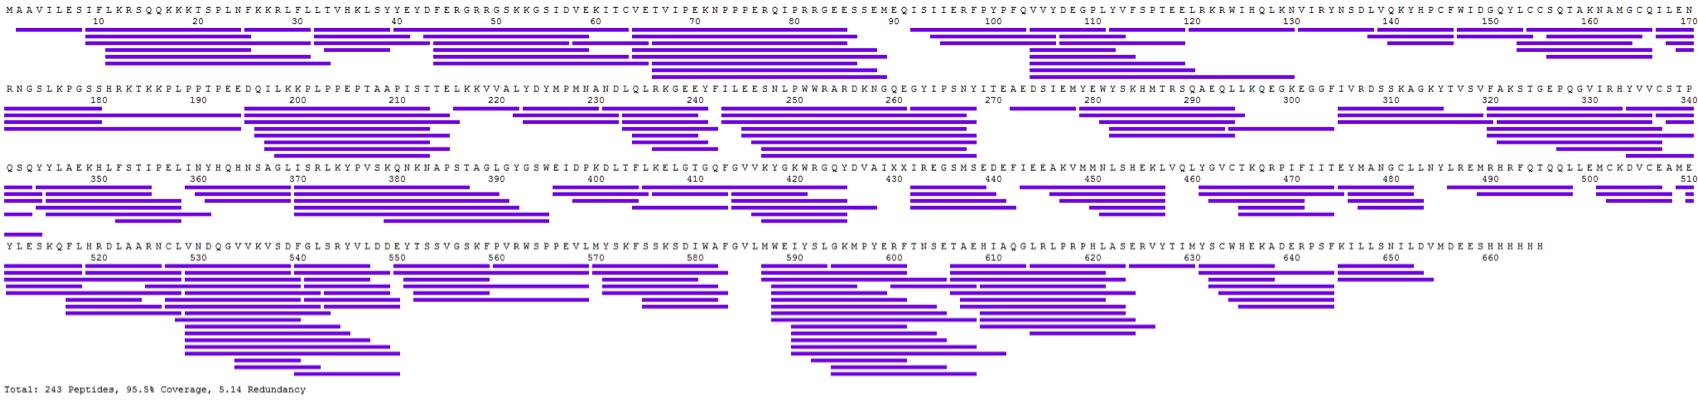 MAAVILESIFLKRSQQKKKTSPLNFKKRLFLLTVHKLSYYEYDFERGRRGSKKGSIDVEKITCVETVIPEKNPPPERQIPRRGEESSEMEQISIIERFPYPFQVVYDEGPLYVFSPTEELRKRWIHQLKNVIRYNSDLVQKYHPCFWIDGQYLCCSQTAKNAMGCQILEN
10 20 30 40 50 60 70 80 90 100 110 120 130 140 150 160 170
RNGSLKPGSSHRKTKKPLPPTPEEDQILKKPLPPEPTAAPISTTELKKVVALYDYMPMNANDLQLRKGEEYFILEESNLPWWRARDKNGQEGYIPSNYITEAEDSIEMYEWYSKHMTRSQAEQLLKQEGKEGGFIVRDSSKAGKYTVSVFAKSTGEPQGVIRHYVVCSTP
180 190 200 210 220 230 240 250 260 270 280 290 300 310 320 330 340
QSQYYLAEKHLFSTIPELINYHQHNSAGLISRLKYPVSKQNKNAPSTAGLGYGSWEIDPKDLTFLKELGTGQFGVVKYGKWRGQYDVAIXXIREGSMSEDEFIEEAKVMMNLSHEKLVQLYGVCTKQRPIFIITEYMANGCLLNYLREMRHRFQTQQLLEMCKDVCEAME
350 360 370 380 390 400 410 420 430 440 450 460 470 480 490 500 510
YLESKQFLHRDLAARNCLVNDQGVVKVSDFGLSRYVLDDEYTSSVGSKFPVRWSPPEVLMYSKFSSKSDIWAFGVLMWEIYSLGKMPYERFTNSETAEHIAQGLRLPRPHLASERVYTIMYSCWHEKADERPSFKILLSNILDVMDEESHHHHHH
520 530 540 550 560 570 580 590 600 610 620 630 640 650 660
Total: 243 Peptides, 95.5% Coverage, 5.14 Redundancy